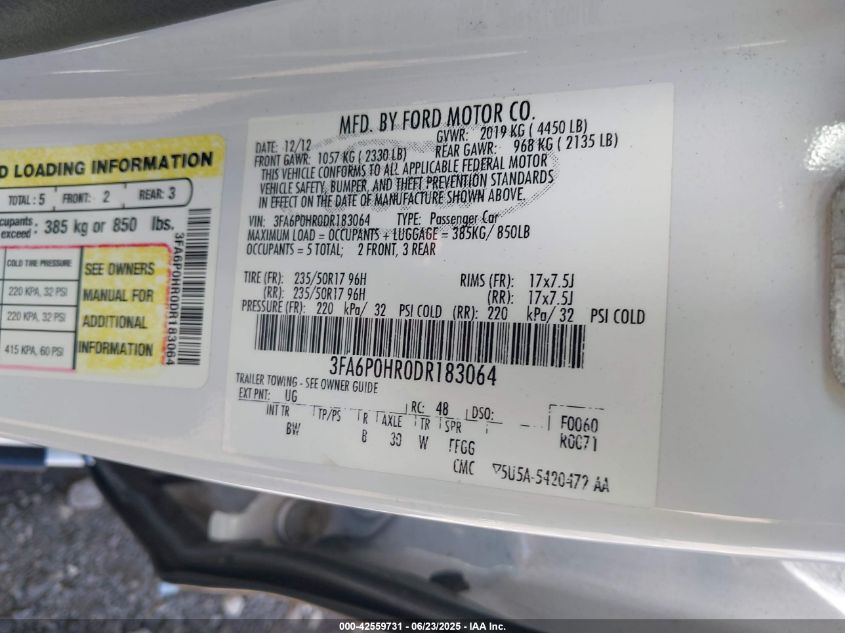 D LOADING INFORMATION
TOTAL: 5 FRONT: 2 REAR: 3
cupants exceed: 385 kg or 850 lbs.
COLD TIRE PRESSURE
220 KPA, 32 PSI
220 KPA, 32 PSI
415 KPA, 60 PSI
SEE OWNERS
MANUAL FOR
ADDITIONAL
INFORMATION
3FA6P0HR0DR183064
MFD. BY FORD MOTOR CO.
DATE: 12/12 GVWR: 2019 KG ( 4450 LB)
FRONT GAWR: 1057 KG ( 2330 LB) REAR GAWR: 968 KG ( 2135 LB)
THIS VEHICLE CONFORMS TO ALL APPLICABLE FEDERAL MOTOR
VEHICLE SAFETY, BUMPER, AND THEFT PREVENTION STANDARDS
IN EFFECT ON THE DATE OF MANUFACTURE SHOWN ABOVE.
VIN: 3FA6P0HR0DR183064 TYPE: Passenger Car
MAXIMUM LOAD = OCCUPANTS + LUGGAGE = 385KG/ 850LB
OCCUPANTS = 5 TOTAL; 2 FRONT, 3 REAR
TIRE (FR): 235/50R17 96H RIMS (FR): 17x7.5J
(RR): 235/50R17 96H (RR): 17x7.5J
PRESSURE (FR): 220 kPa/ 32 PSI COLD (RR): 220 kPa/ 32 PSI COLD
3FA6P0HR0DR183064
TRAILER TOWING - SEE OWNER GUIDE
EXT PNT: UG RC: 48 DSO: F0060
INT TR TP/PS R AXLE TR SPR R0071
BW B 30 W FFGG
CMC 5U5A-5420472 AA
000-42559731 - 06/23/2025 - IAA Inc.